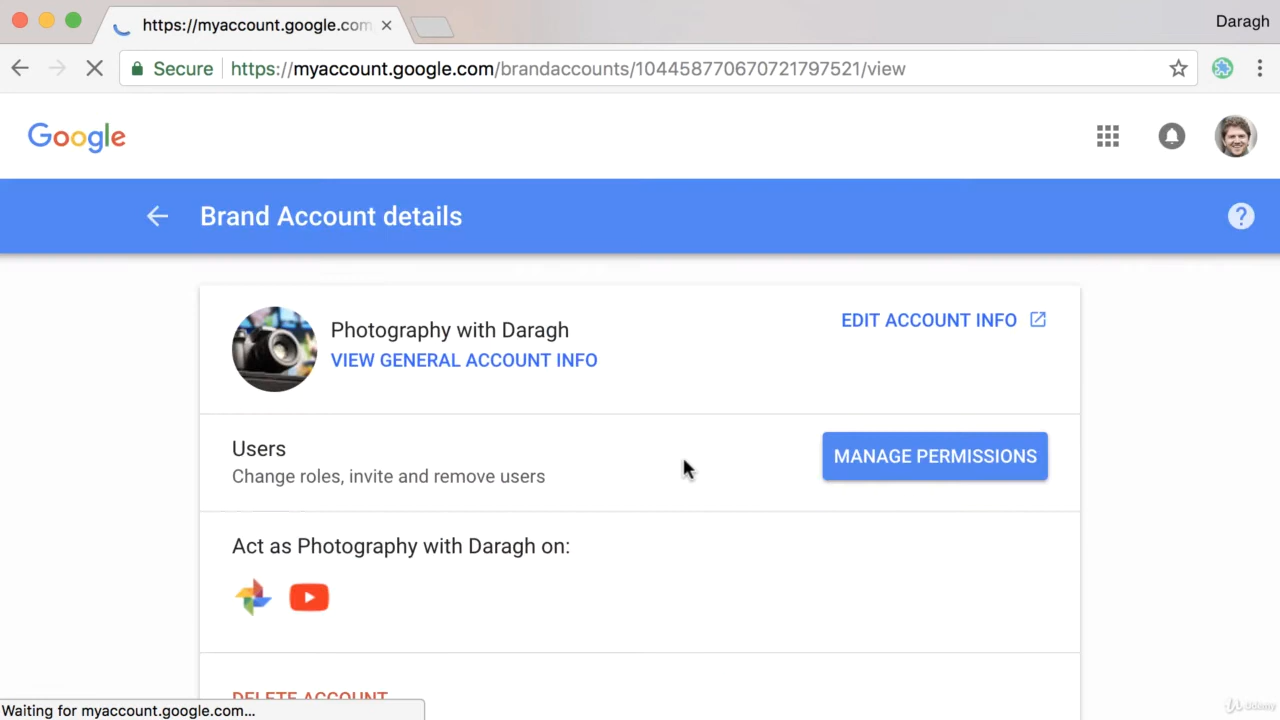 https://myaccount.google.com
Daragh
Secure
https://myaccount.google.com/brandaccounts/104458770670721797521/view
Google
Brand Account details
?
Photography with Daragh
VIEW GENERAL ACCOUNT INFO
EDIT ACCOUNT INFO
Users
Change roles, invite and remove users
MANAGE PERMISSIONS
Act as Photography with Daragh on:
DELETE ACCOUNT
Waiting for myaccount.google.com...
Udemy